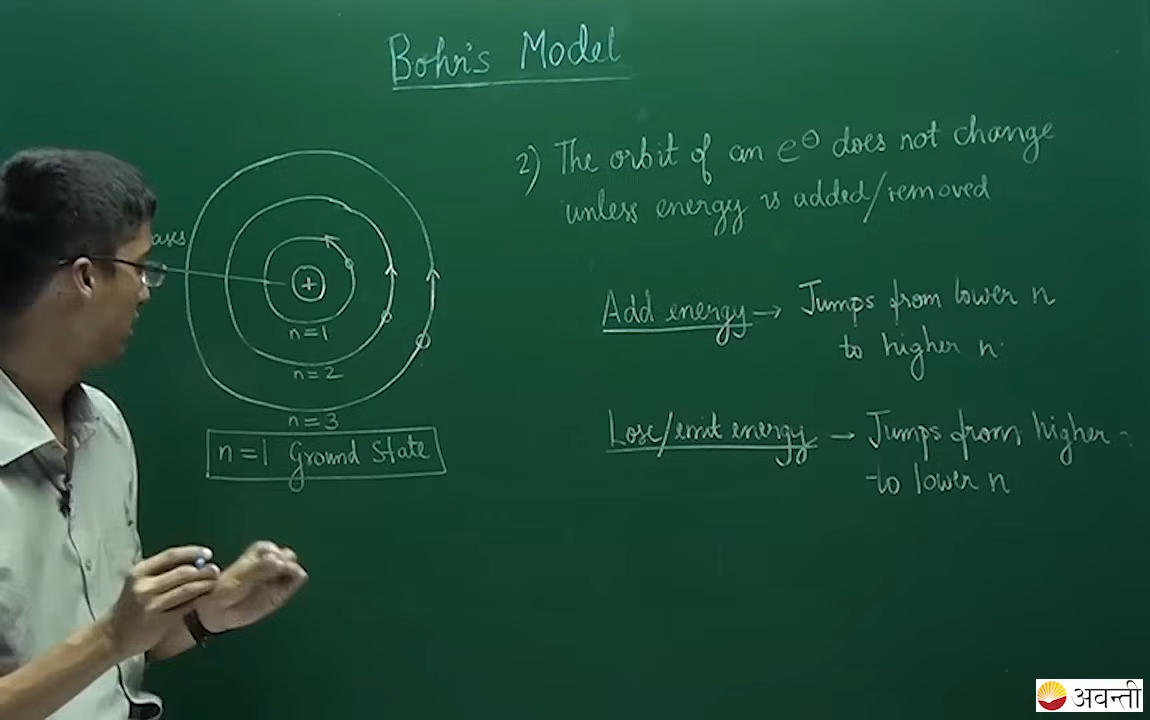 Bohr's Model
2) The orbit of an e⊖ does not change
unless energy is added/removed
+
n=1
n=2
n=3
n=1 Ground State
Add energy → Jumps from lower n
to higher n
Lose/emit energy → Jumps from higher
to lower n
अवन्ती